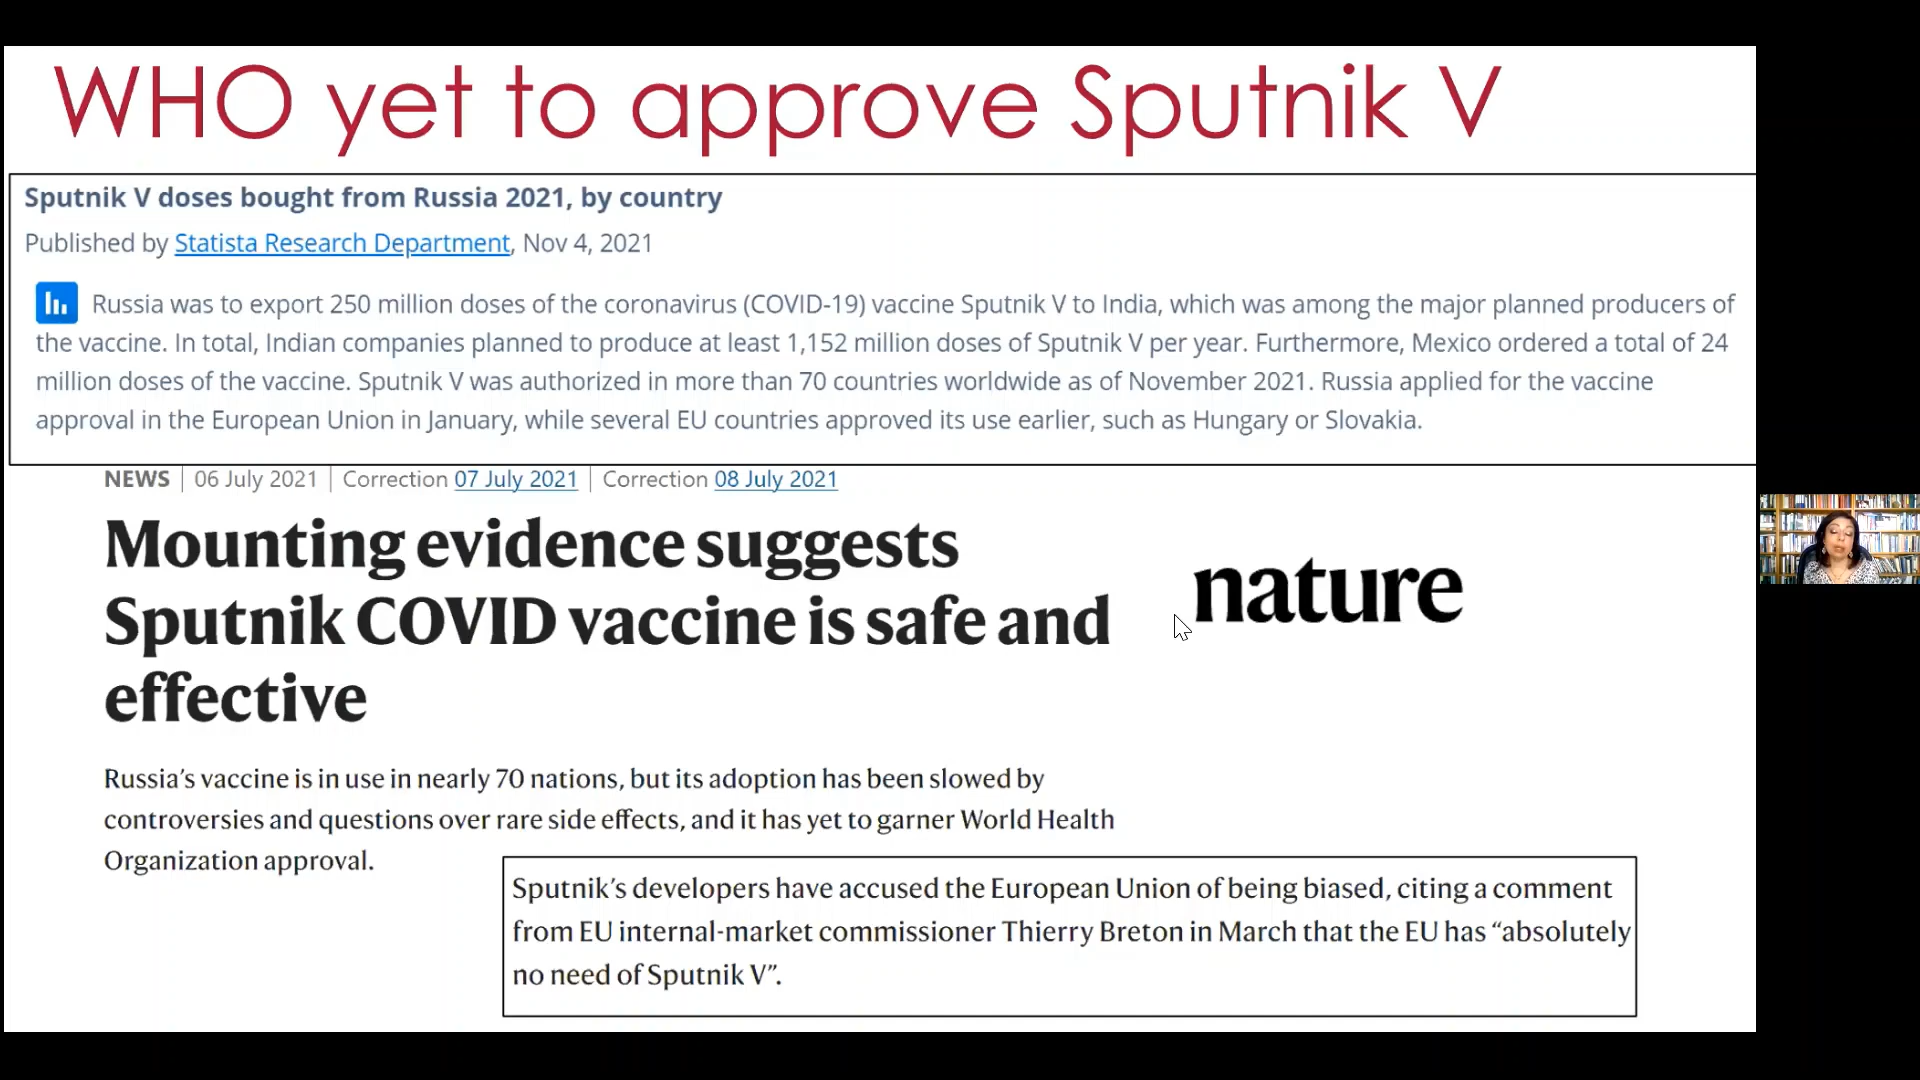 WHO yet to approve Sputnik V
Sputnik V doses bought from Russia 2021, by country
Published by Statista Research Department, Nov 4, 2021
Russia was to export 250 million doses of the coronavirus (COVID-19) vaccine Sputnik V to India, which was among the major planned producers of
the vaccine. In total, Indian companies planned to produce at least 1,152 million doses of Sputnik V per year. Furthermore, Mexico ordered a total of 24
million doses of the vaccine. Sputnik V was authorized in more than 70 countries worldwide as of November 2021. Russia applied for the vaccine
approval in the European Union in January, while several EU countries approved its use earlier, such as Hungary or Slovakia.
NEWS | 06 July 2021 | Correction 07 July 2021 | Correction 08 July 2021
Mounting evidence suggests
Sputnik COVID vaccine is safe and
effective
nature
Russia’s vaccine is in use in nearly 70 nations, but its adoption has been slowed by
controversies and questions over rare side effects, and it has yet to garner World Health
Organization approval.
Sputnik’s developers have accused the European Union of being biased, citing a comment
from EU internal-market commissioner Thierry Breton in March that the EU has “absolutely
no need of Sputnik V”.